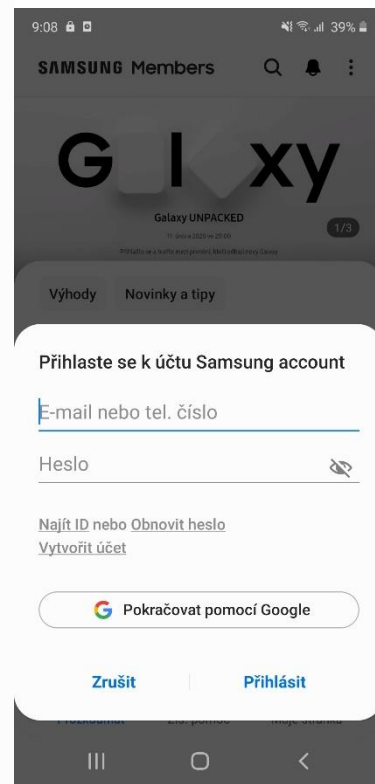 9:08 39%
SAMSUNG Members
G l xy
Galaxy UNPACKED
1/3
Výhody Novinky a tipy
Přihlaste se k účtu Samsung account
E-mail nebo tel. číslo
Heslo
Najít ID nebo Obnovit heslo
Vytvořit účet
G Pokračovat pomocí Google
Zrušit Přihlásit